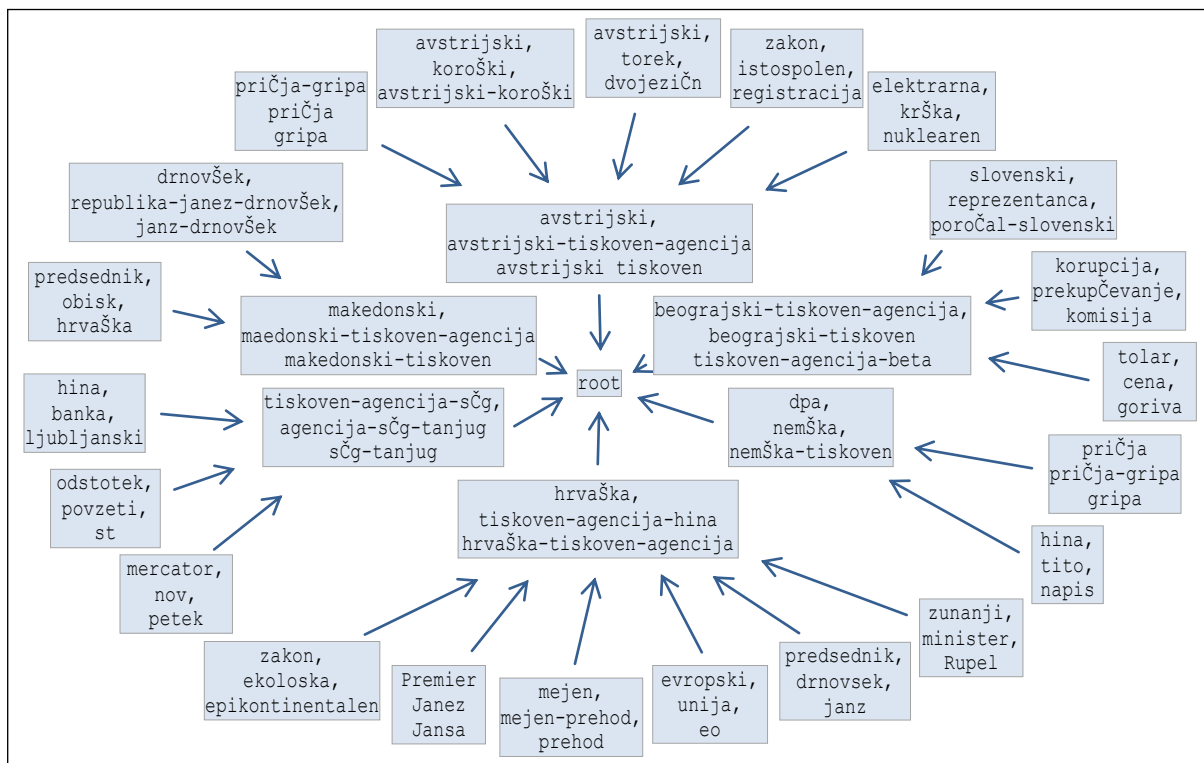 avstrijski,
koroŠki,
avstrijski-koroŠki
avstrijski,
torek,
dvojeziČn
zakon,
istospolen,
registracija
priČja-gripa
priČja
gripa
elektrarna,
krŠka,
nuklearen
drnovŠek,
republika-janez-drnovŠek,
janz-drnovŠek
slovenski,
reprezentanca,
poroČal-slovenski
avstrijski,
avstrijski-tiskoven-agencija
avstrijski tiskoven
predsednik,
obisk,
hrvaŠka
makedonski,
maedonski-tiskoven-agencija
makedonski-tiskoven
beograjski-tiskoven-agencija,
beograjski-tiskoven
tiskoven-agencija-beta
korupcija,
prekupČevanje,
komisija
root
hina,
banka,
ljubljanski
tiskoven-agencija-sČg,
agencija-sČg-tanjug
sČg-tanjug
dpa,
nemŠka,
nemŠka-tiskoven
tolar,
cena,
goriva
odstotek,
povzeti,
st
hrvaŠka,
tiskoven-agencija-hina
hrvaŠka-tiskoven-agencija
priČja
priČja-gripa
gripa
mercator,
nov,
petek
hina,
tito,
napis
zakon,
ekoloska,
epikontinentalen
Premier
Janez
Jansa
mejen,
mejen-prehod,
prehod
evropski,
unija,
eo
predsednik,
drnovsek,
janz
zunanji,
minister,
Rupel